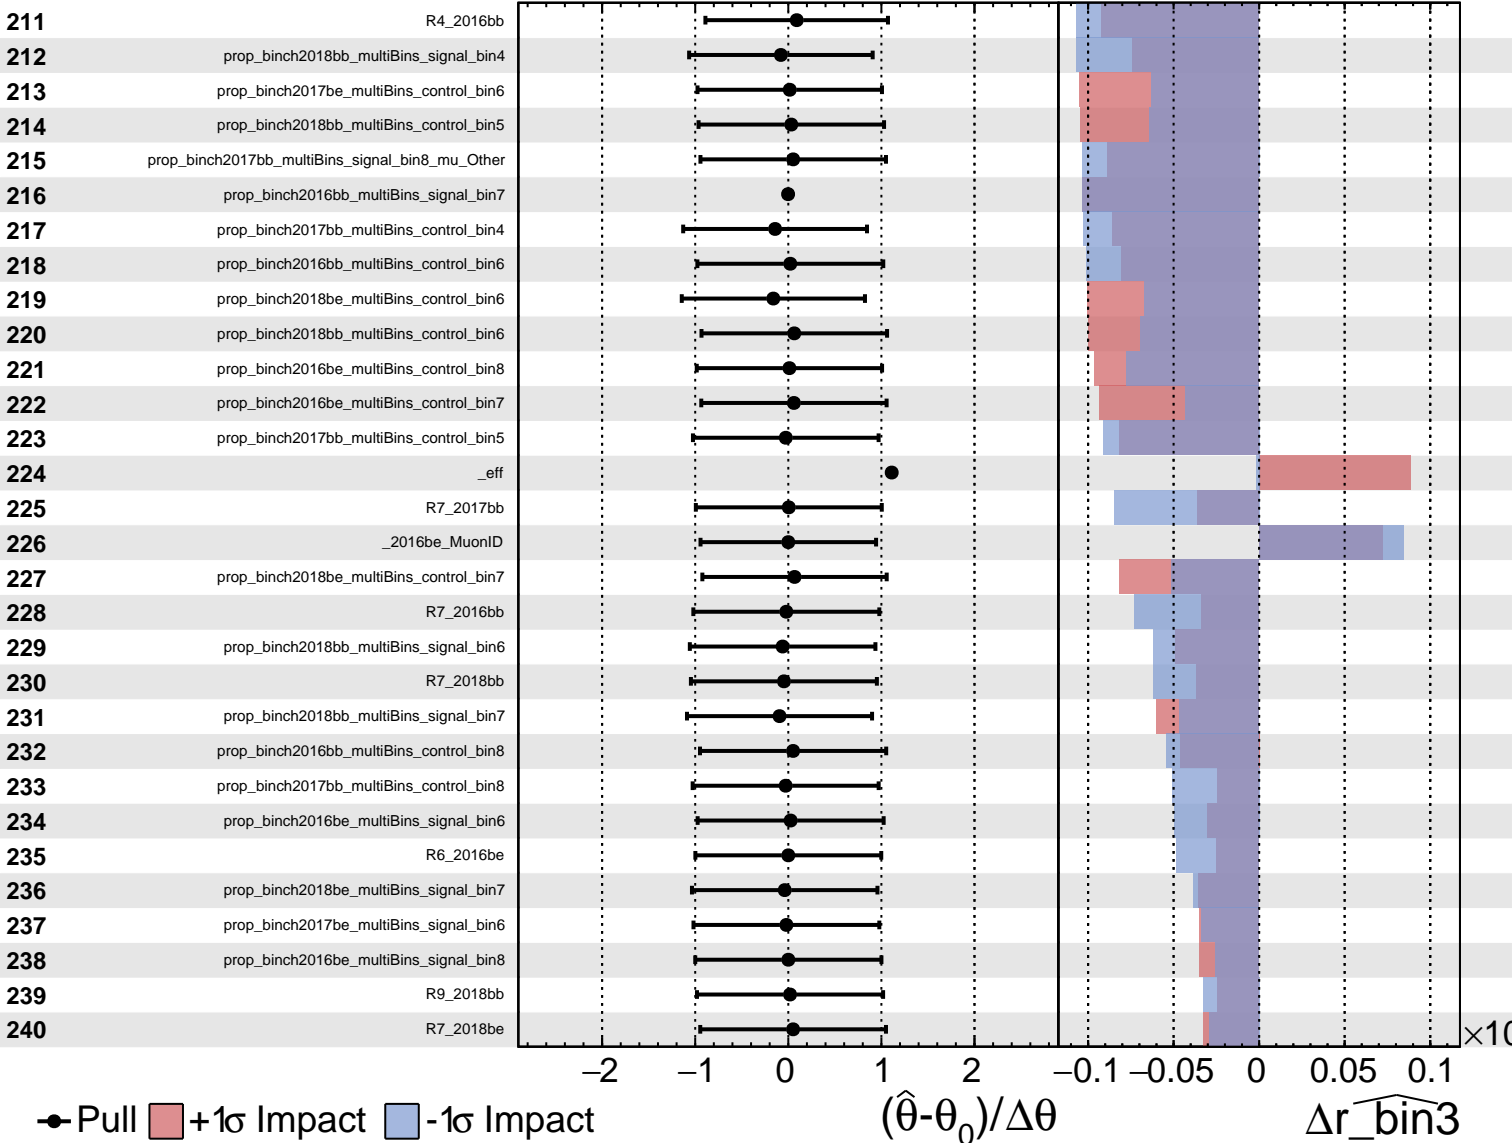 211 R4_2016bb
212 prop_binch2018bb_multiBins_signal_bin4
213 prop_binch2017be_multiBins_control_bin6
214 prop_binch2018bb_multiBins_control_bin5
215 prop_binch2017bb_multiBins_signal_bin8_mu_Other
216 prop_binch2016bb_multiBins_signal_bin7
217 prop_binch2017bb_multiBins_control_bin4
218 prop_binch2016bb_multiBins_control_bin6
219 prop_binch2018be_multiBins_control_bin6
220 prop_binch2018bb_multiBins_control_bin6
221 prop_binch2016be_multiBins_control_bin8
222 prop_binch2016be_multiBins_control_bin7
223 prop_binch2017bb_multiBins_control_bin5
224 _eff
225 R7_2017bb
226 _2016be_MuonID
227 prop_binch2018be_multiBins_control_bin7
228 R7_2016bb
229 prop_binch2018bb_multiBins_signal_bin6
230 R7_2018bb
231 prop_binch2018bb_multiBins_signal_bin7
232 prop_binch2016bb_multiBins_control_bin8
233 prop_binch2017bb_multiBins_control_bin8
234 prop_binch2016be_multiBins_signal_bin6
235 R6_2016be
236 prop_binch2018be_multiBins_signal_bin7
237 prop_binch2017be_multiBins_signal_bin6
238 prop_binch2016be_multiBins_signal_bin8
239 R9_2018bb
240 R7_2018be
×10
−2 −1 0 1 2 −0.1 −0.05 0 0.05 0.1
Pull +1σ Impact -1σ Impact (θ̂-θ₀)/Δθ Δr̂_bin3